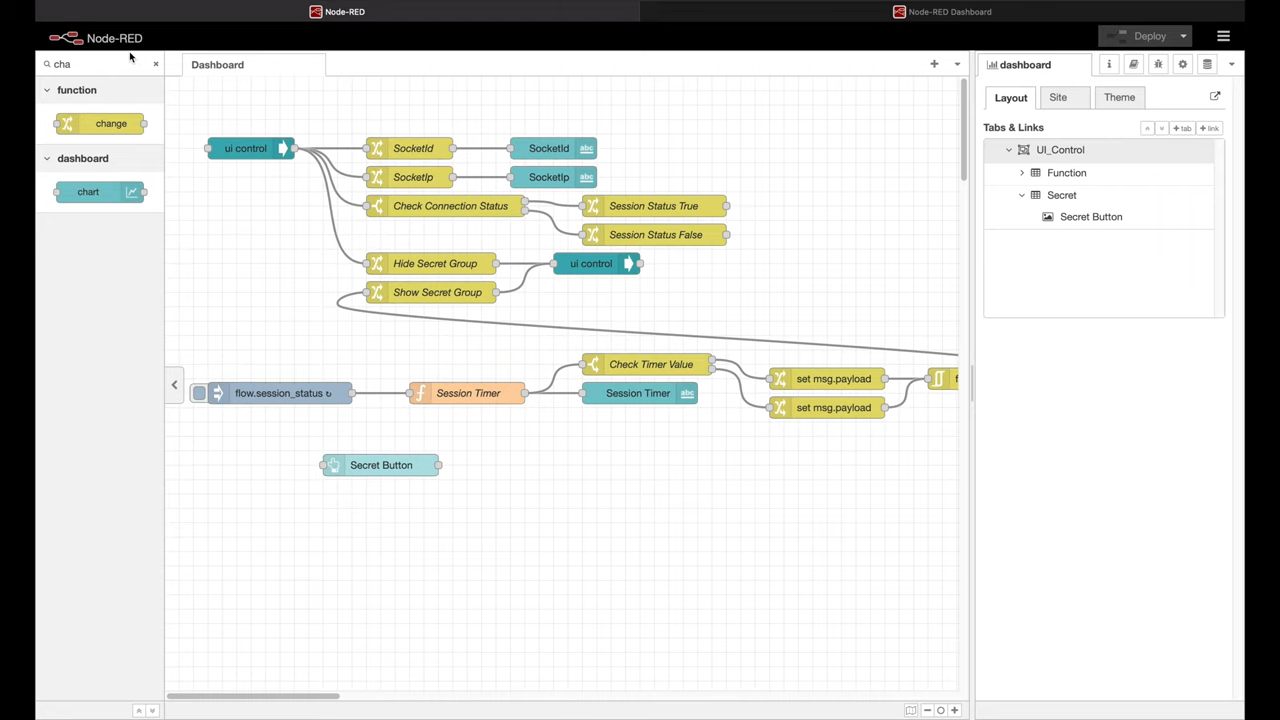 Node-RED
Node-RED Dashboard
Node-RED
Deploy
cha
function
change
dashboard
chart
Dashboard
ui control
SocketId
SocketId
abc
SocketIp
SocketIp
abc
Check Connection Status
Session Status True
Session Status False
Hide Secret Group
ui control
Show Secret Group
flow.session_status ↻
Session Timer
Check Timer Value
Session Timer
abc
set msg.payload
set msg.payload
f
Secret Button
dashboard
i
Layout
Site
Theme
Tabs & Links
+tab
+link
UI_Control
Function
Secret
Secret Button